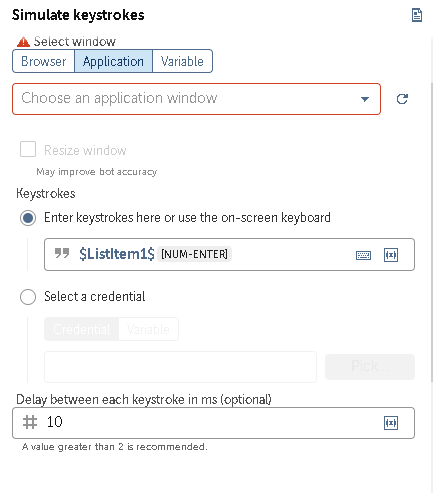 Simulate keystrokes
Select window
Browser Application Variable
Choose an application window
Resize window
May improve bot accuracy
Keystrokes
Enter keystrokes here or use the on-screen keyboard
$ListItem1$ [NUM-ENTER]
(x)
Select a credential
Credential Variable
Pick...
Delay between each keystroke in ms (optional)
# 10 (x)
A value greater than 2 is recommended.